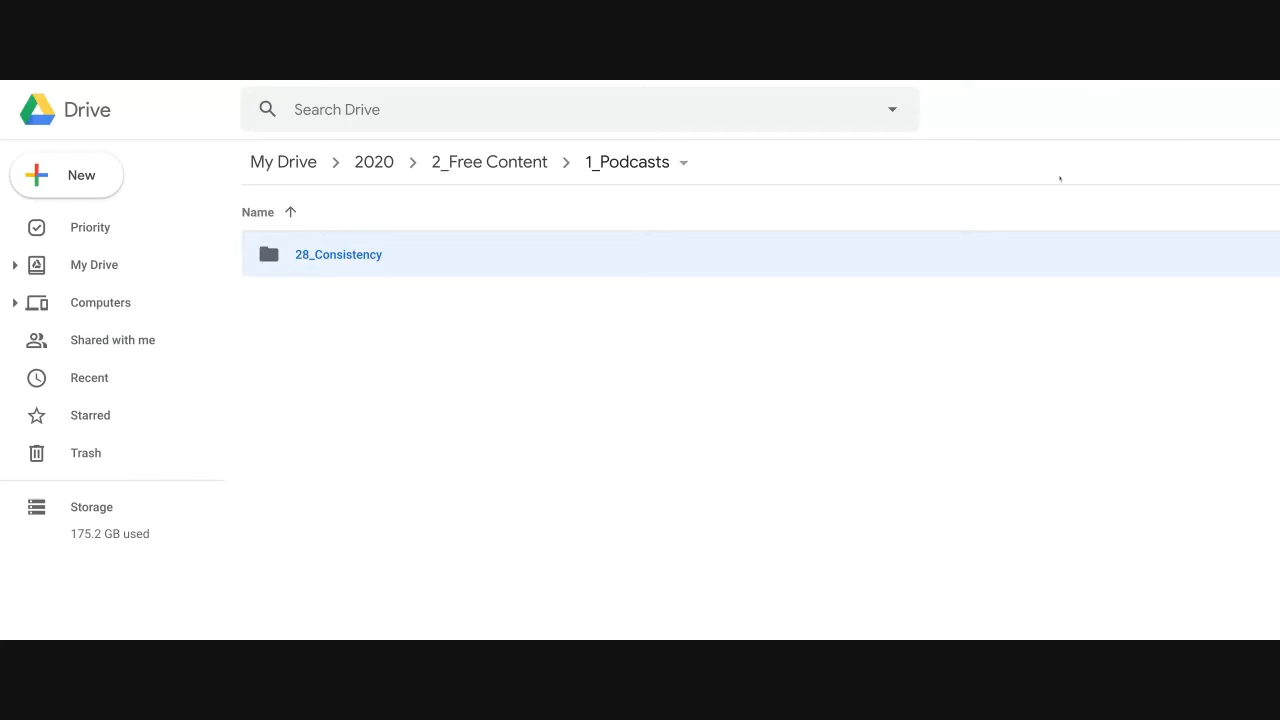 Drive
Search Drive
New
My Drive 2020 2_Free Content 1_Podcasts
Name
28_Consistency
Priority
My Drive
Computers
Shared with me
Recent
Starred
Trash
Storage
175.2 GB used